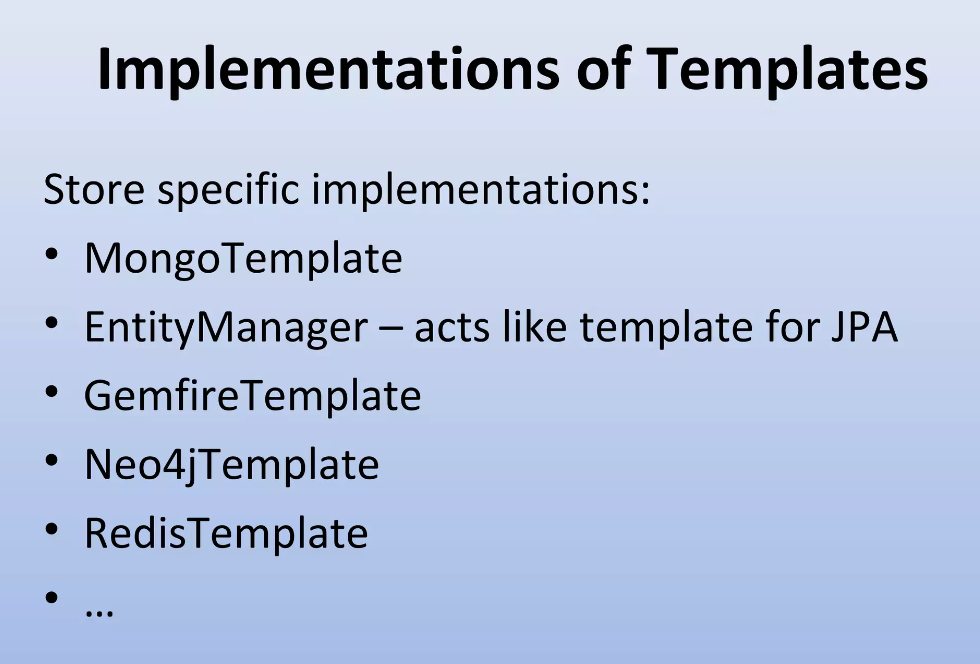 Implementations of Templates
Store specific implementations:
• MongoTemplate
• EntityManager – acts like template for JPA
• GemfireTemplate
• Neo4jTemplate
• RedisTemplate
• …